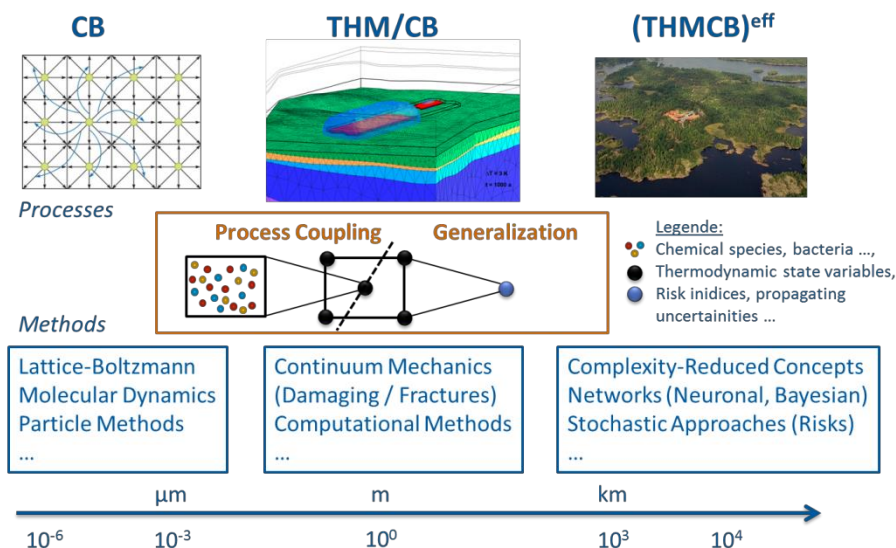 CB
THM/CB
(THMCB)eff
ΔT = 3 K
Processes
Process Coupling
Generalization
Legende:
Chemical species, bacteria …,
Thermodynamic state variables,
Risk inidices, propagating
uncertainities …
Methods
Lattice-Boltzmann
Molecular Dynamics
Particle Methods
…
Continuum Mechanics
(Damaging / Fractures)
Computational Methods
…
Complexity-Reduced Concepts
Networks (Neuronal, Bayesian)
Stochastic Approaches (Risks)
…
μm
m
km
10-6
10-3
100
103
104